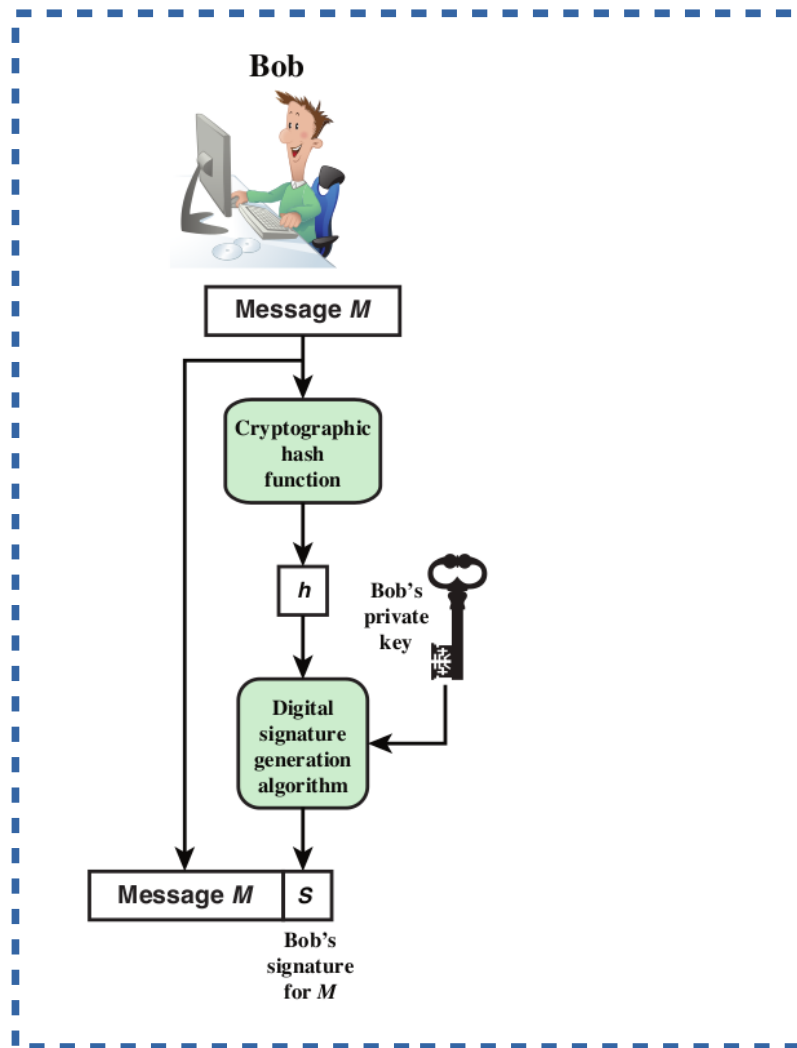 Bob
Message M
Cryptographic
hash
function
h
Bob's
private
key
Digital
signature
generation
algorithm
Message M
S
Bob's
signature
for M